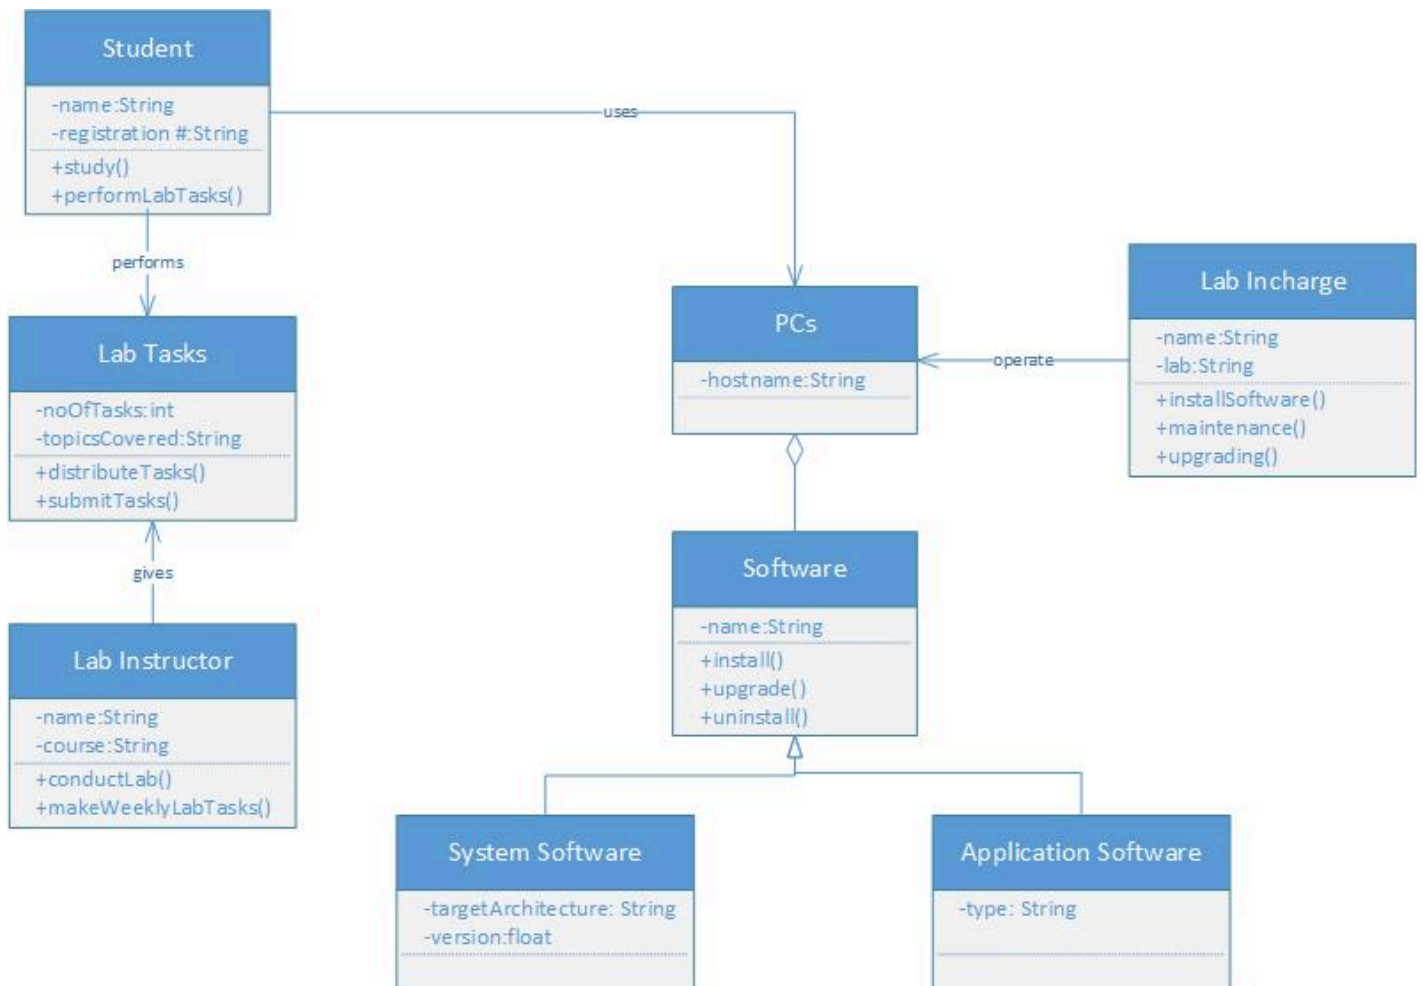 Student
-name:String
-registration #:String
+study()
+performLabTasks()
uses
performs
Lab Tasks
-noOfTasks:int
-topicsCovered:String
+distributeTasks()
+submitTasks()
gives
Lab Instructor
-name:String
-course:String
+conductLab()
+makeWeeklyLabTasks()
PCs
-hostname:String
operate
Lab Incharge
-name:String
-lab:String
+installSoftware()
+maintenance()
+upgrading()
Software
-name:String
+install()
+upgrade()
+uninstall()
System Software
-targetArchitecture: String
-version:float
Application Software
-type: String